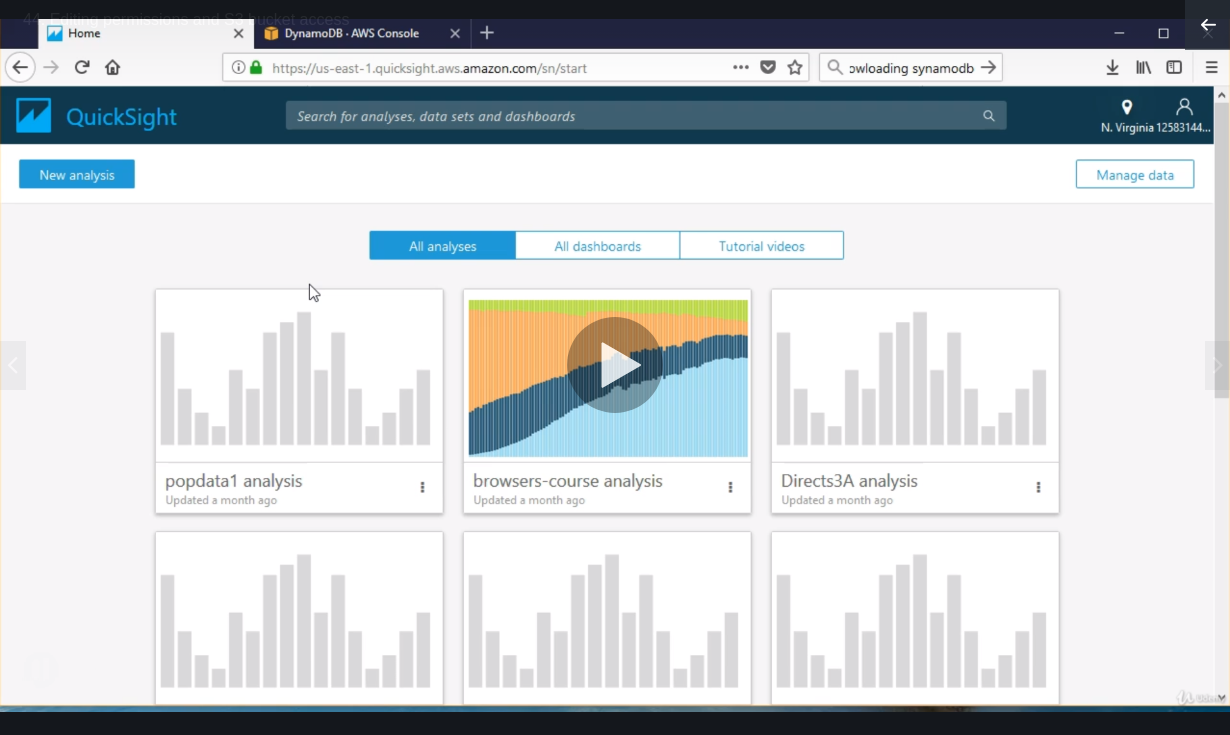 44. Editing permissions and S3 bucket access
Home
DynamoDB · AWS Console
https://us-east-1.quicksight.aws.amazon.com/sn/start
owloading synamodb
QuickSight
Search for analyses, data sets and dashboards
N. Virginia 12583144...
New analysis
Manage data
All analyses
All dashboards
Tutorial videos
popdata1 analysis
Updated a month ago
browsers-course analysis
Updated a month ago
Directs3A analysis
Updated a month ago